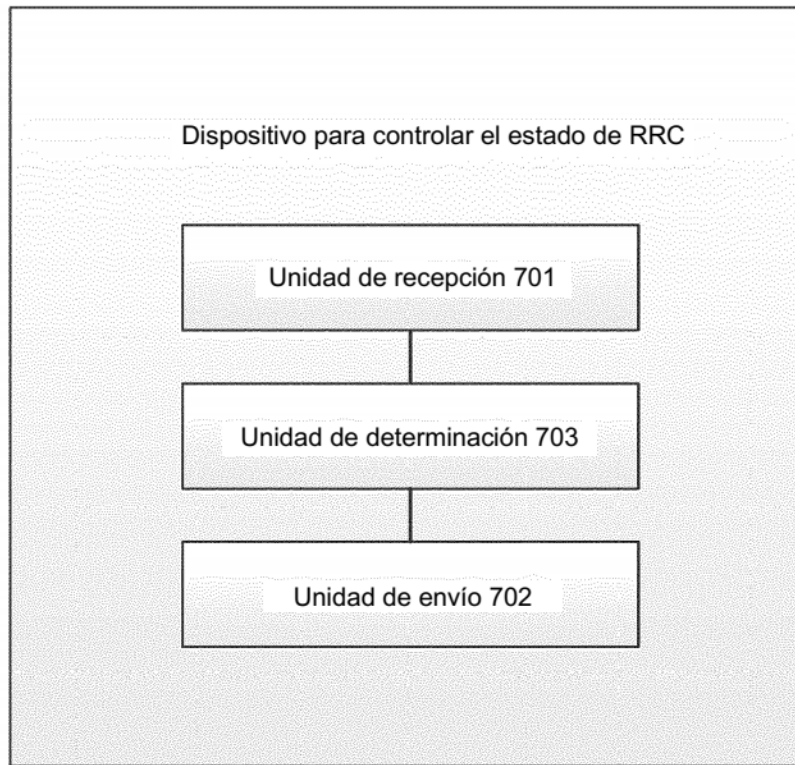 Dispositivo para controlar el estado de RRC
Unidad de recepción 701
Unidad de determinación 703
Unidad de envío 702